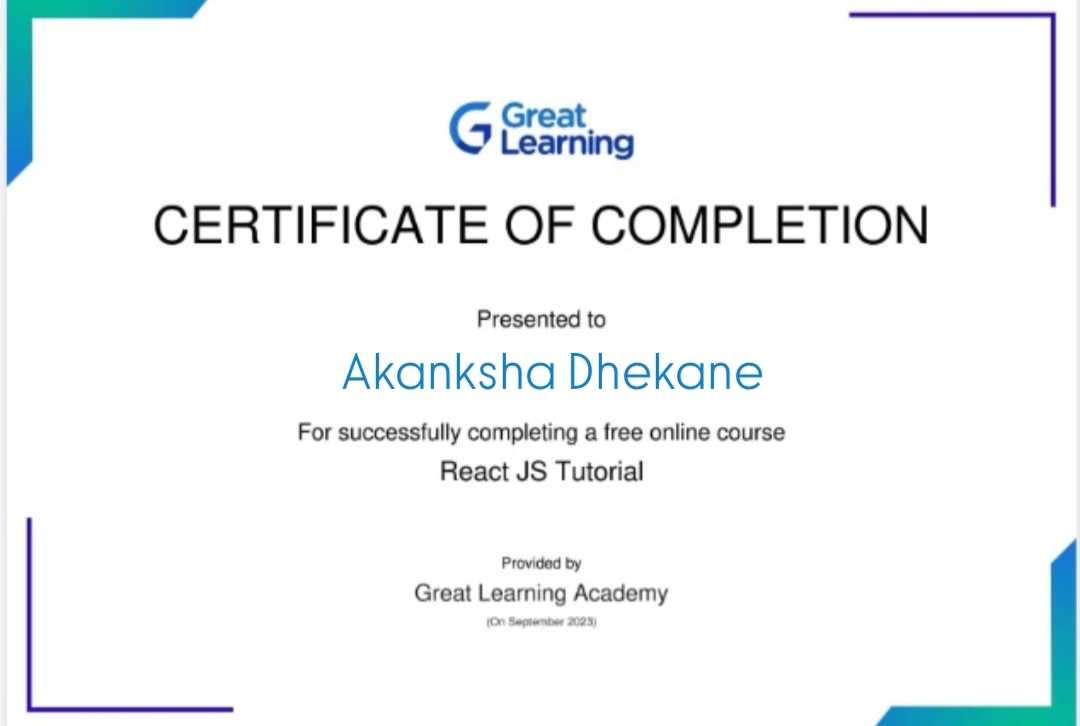 Great
Learning
CERTIFICATE OF COMPLETION
Presented to
Akanksha Dhekane
For successfully completing a free online course
React JS Tutorial
Provided by
Great Learning Academy
(On September 2023)